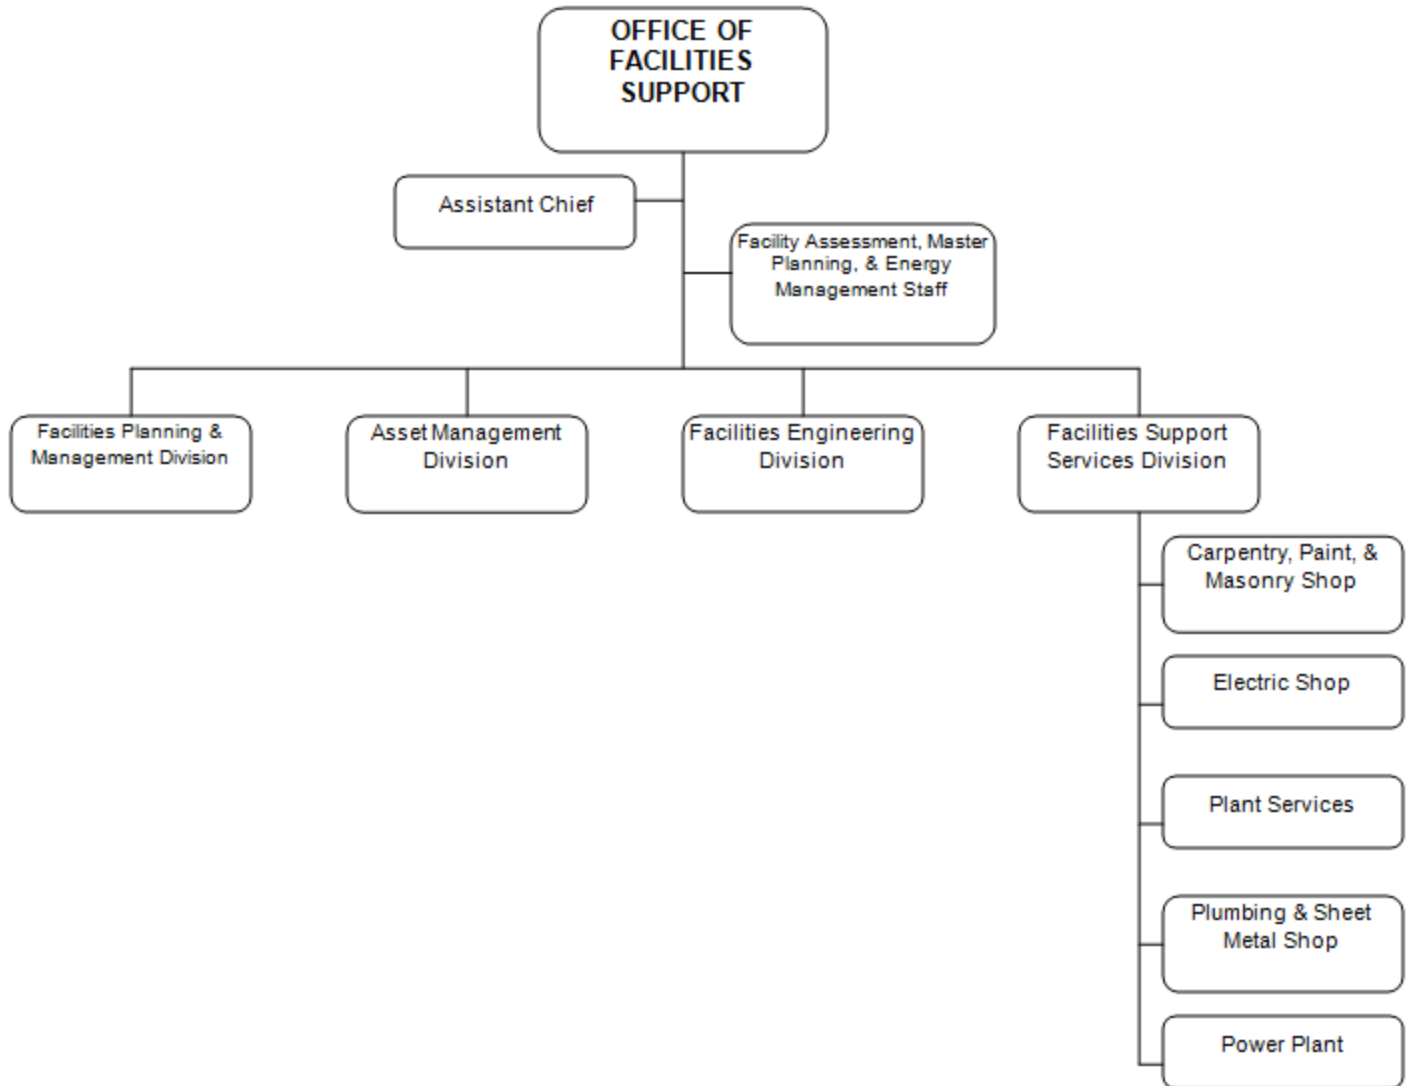 OFFICE OF
FACILITIES
SUPPORT
Assistant Chief
Facility Assessment, Master
Planning, & Energy
Management Staff
Facilities Planning &
Management Division
Asset Management
Division
Facilities Engineering
Division
Facilities Support
Services Division
Carpentry, Paint, &
Masonry Shop
Electric Shop
Plant Services
Plumbing & Sheet
Metal Shop
Power Plant